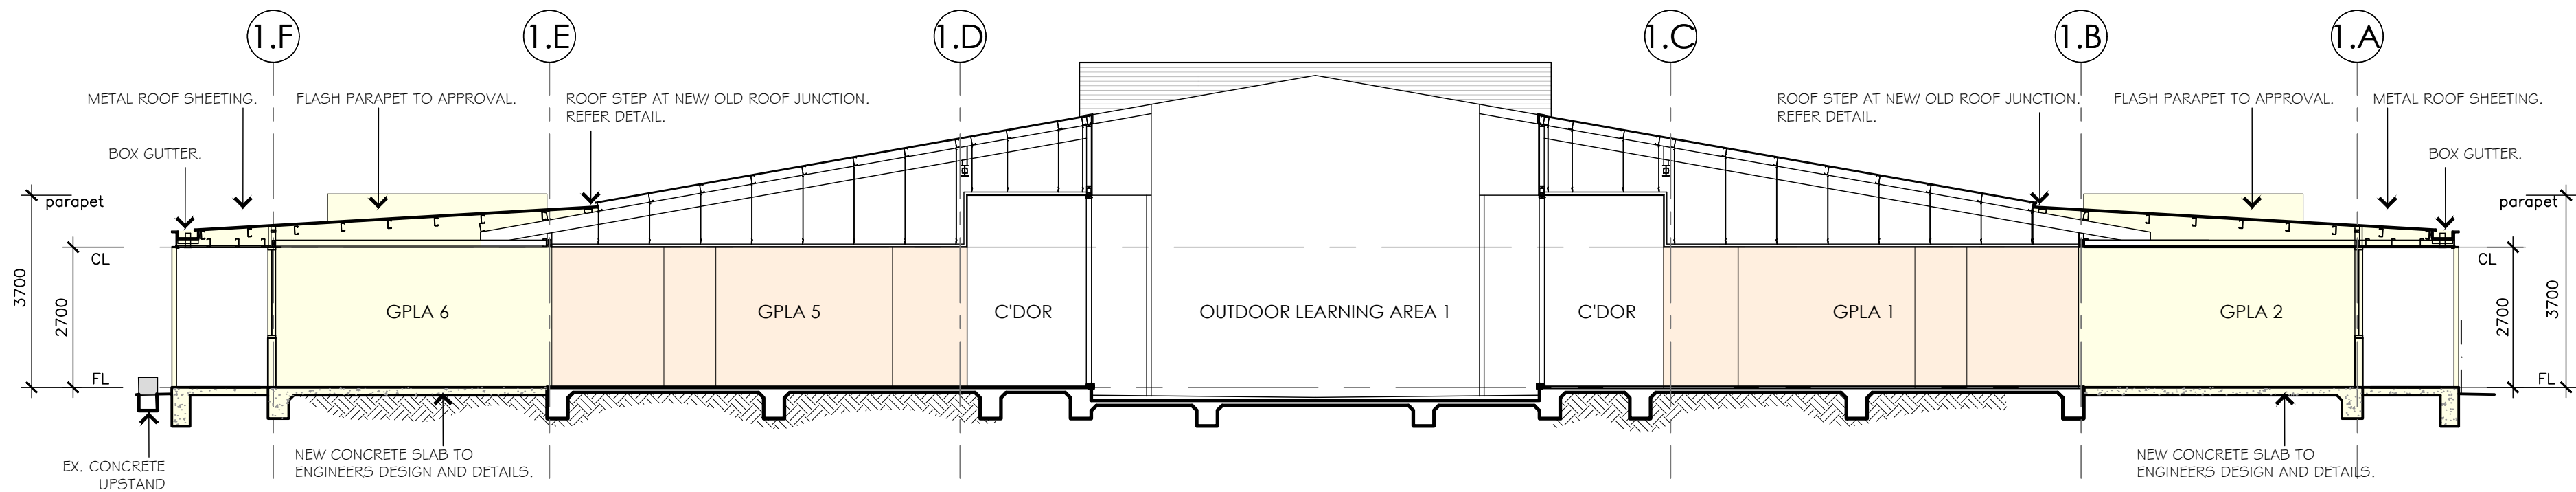 1.F
1.E
1.D
1.C
1.B
1.A
METAL ROOF SHEETING.
FLASH PARAPET TO APPROVAL.
ROOF STEP AT NEW/ OLD ROOF JUNCTION.
REFER DETAIL.
ROOF STEP AT NEW/ OLD ROOF JUNCTION.
REFER DETAIL.
FLASH PARAPET TO APPROVAL.
METAL ROOF SHEETING.
BOX GUTTER.
BOX GUTTER.
parapet
parapet
CL
CL
3700
2700
GPLA 6
GPLA 5
C'DOR
OUTDOOR LEARNING AREA 1
C'DOR
GPLA 1
GPLA 2
2700
3700
FL
FL
EX. CONCRETE
UPSTAND
NEW CONCRETE SLAB TO
ENGINEERS DESIGN AND DETAILS.
NEW CONCRETE SLAB TO
ENGINEERS DESIGN AND DETAILS.